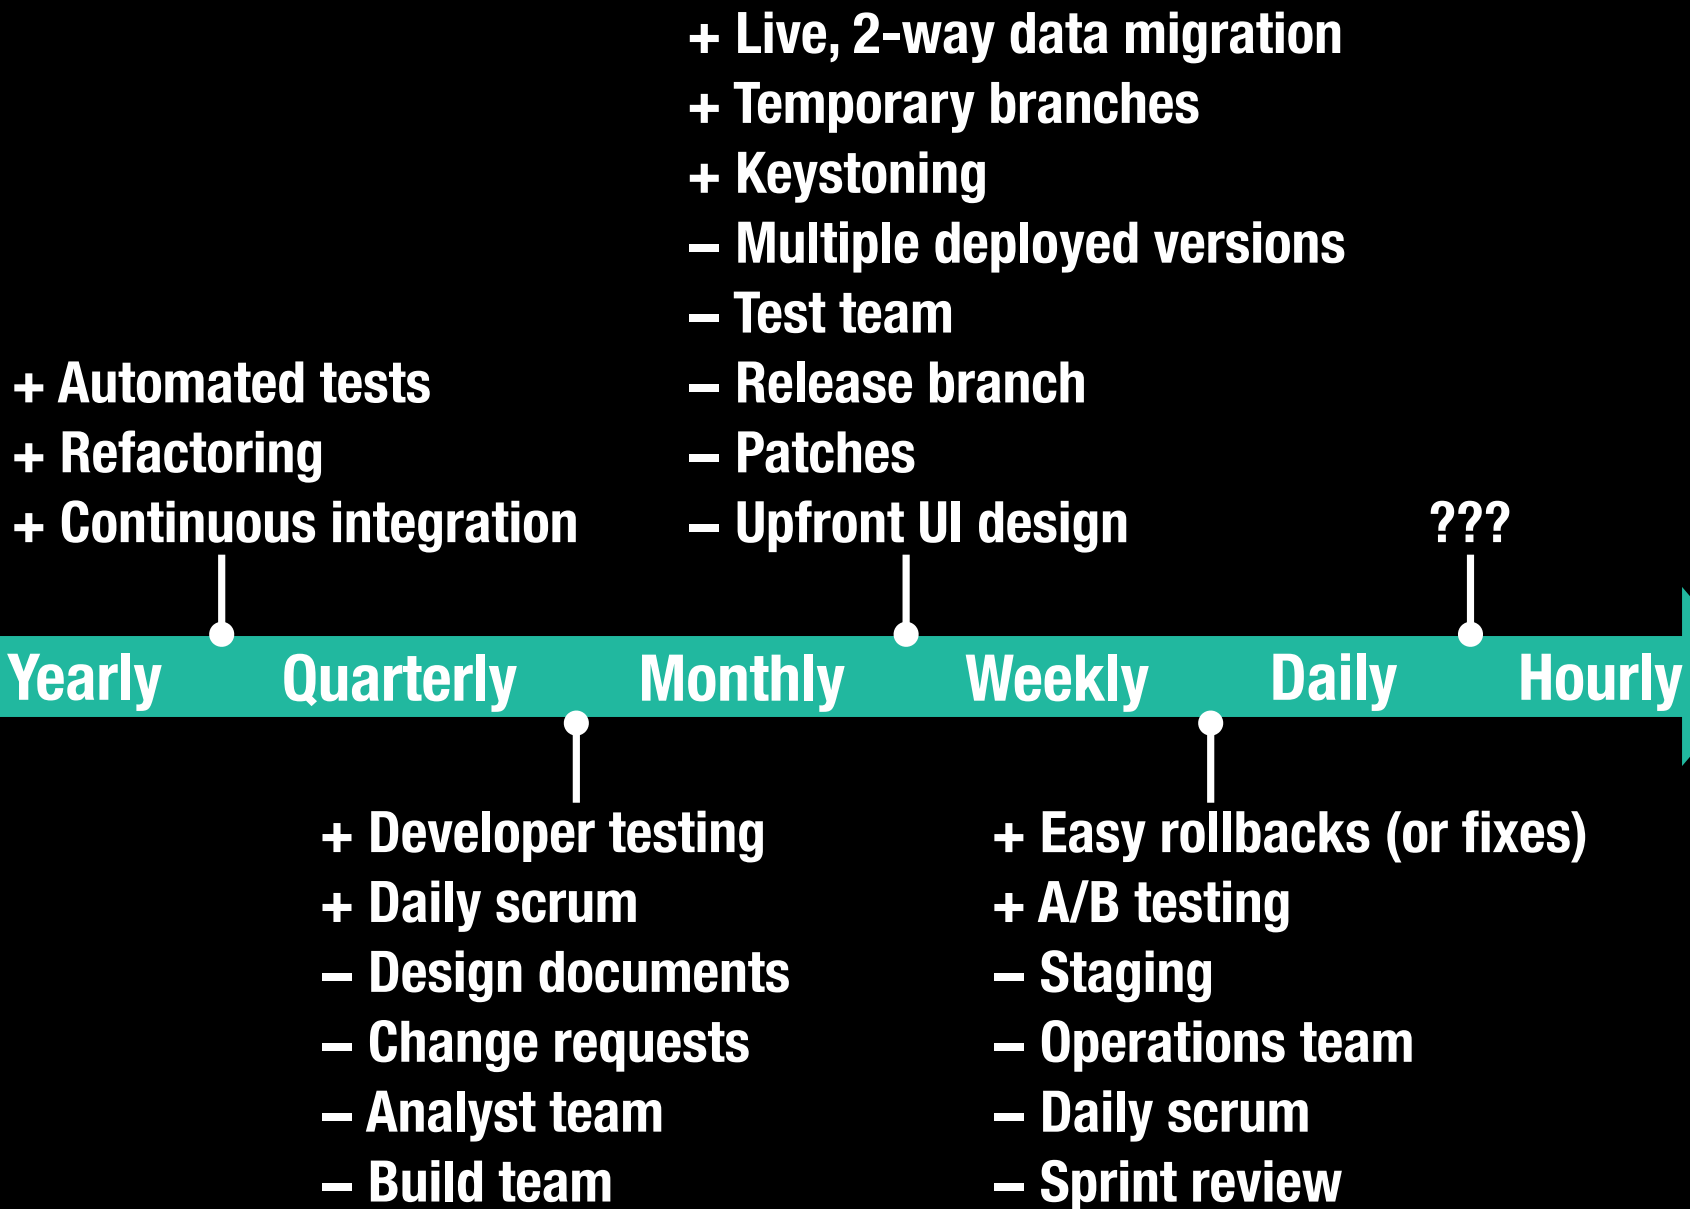 + Live, 2-way data migration
+ Temporary branches
+ Keystoning
– Multiple deployed versions
– Test team
– Release branch
– Patches
– Upfront UI design
+ Automated tests
+ Refactoring
+ Continuous integration
???
Yearly Quarterly Monthly Weekly Daily Hourly
+ Developer testing
+ Daily scrum
– Design documents
– Change requests
– Analyst team
– Build team
+ Easy rollbacks (or fixes)
+ A/B testing
– Staging
– Operations team
– Daily scrum
– Sprint review